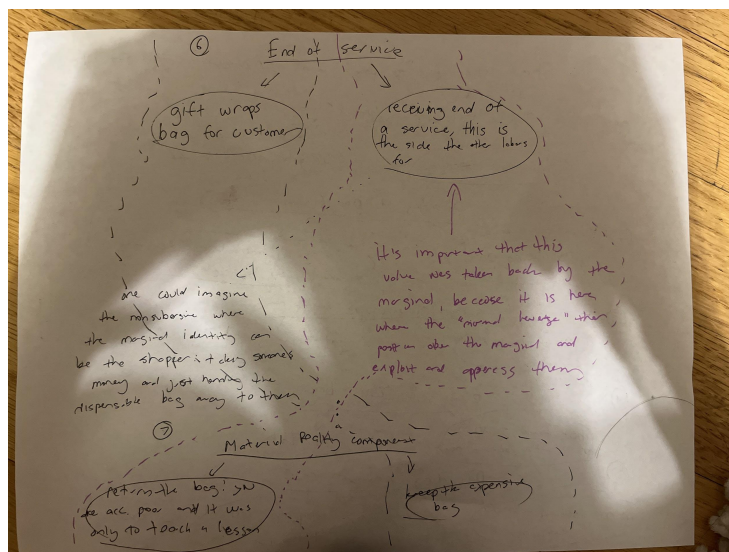 ⑥ End of service
gift wraps
bag for customer
receiving end of
a service, this is
the side the other labors
for
one could imagine
the nonsubversive where
the marginal identity can
be the shopper is t someone's
money and just handing the
dispensible bag away to them
It is important that this
value was taken back by the
marginal, because it is here
where the "normal leverage" their
position over the marginal and
exploit and oppress them
⑦ Material Reality component
return the bag! you
are acc poor and it was
only to teach a lesson
keep the expensive
bag